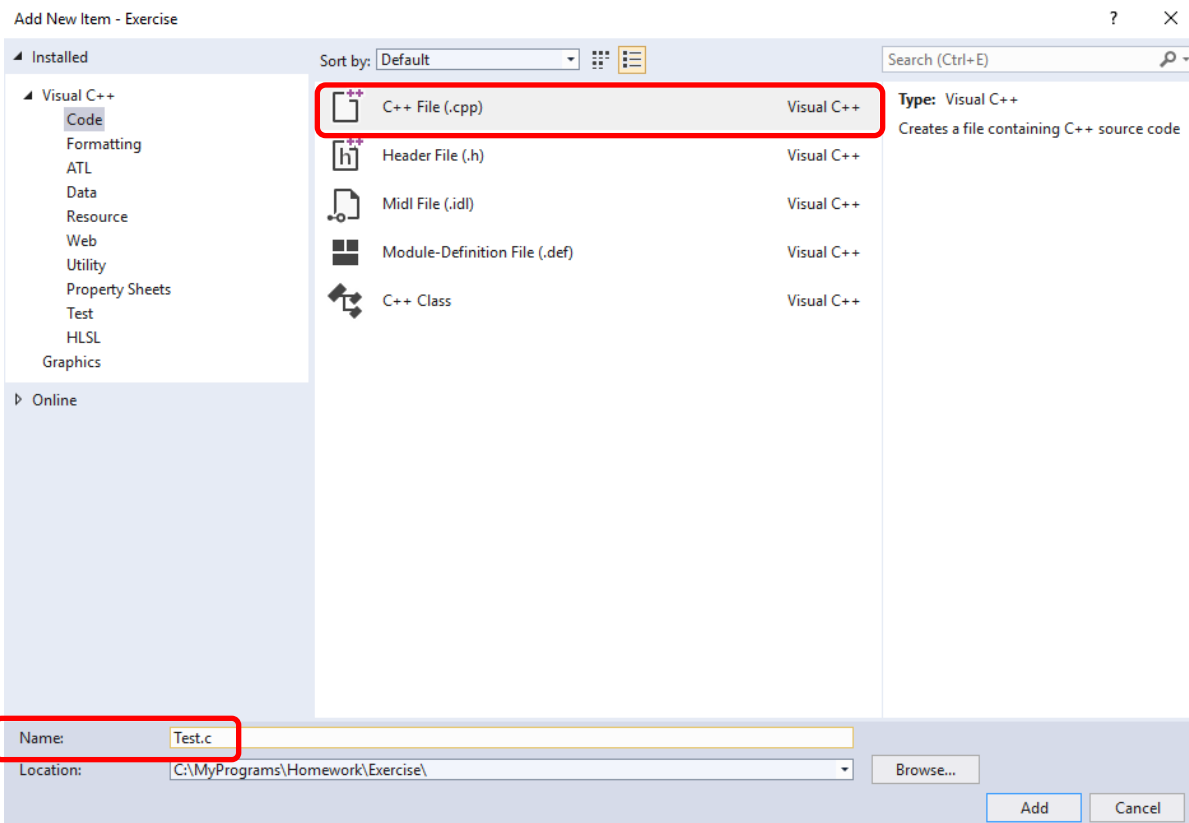 Add New Item - Exercise
? ×
Installed
Sort by: Default
Search (Ctrl+E)
Visual C++
Code
Formatting
ATL
Data
Resource
Web
Utility
Property Sheets
Test
HLSL
Graphics
Online
C++ File (.cpp) Visual C++
Header File (.h) Visual C++
Midl File (.idl) Visual C++
Module-Definition File (.def) Visual C++
C++ Class Visual C++
Type: Visual C++
Creates a file containing C++ source code
Name: Test.c
Location: C:\MyPrograms\Homework\Exercise\
Browse...
Add Cancel